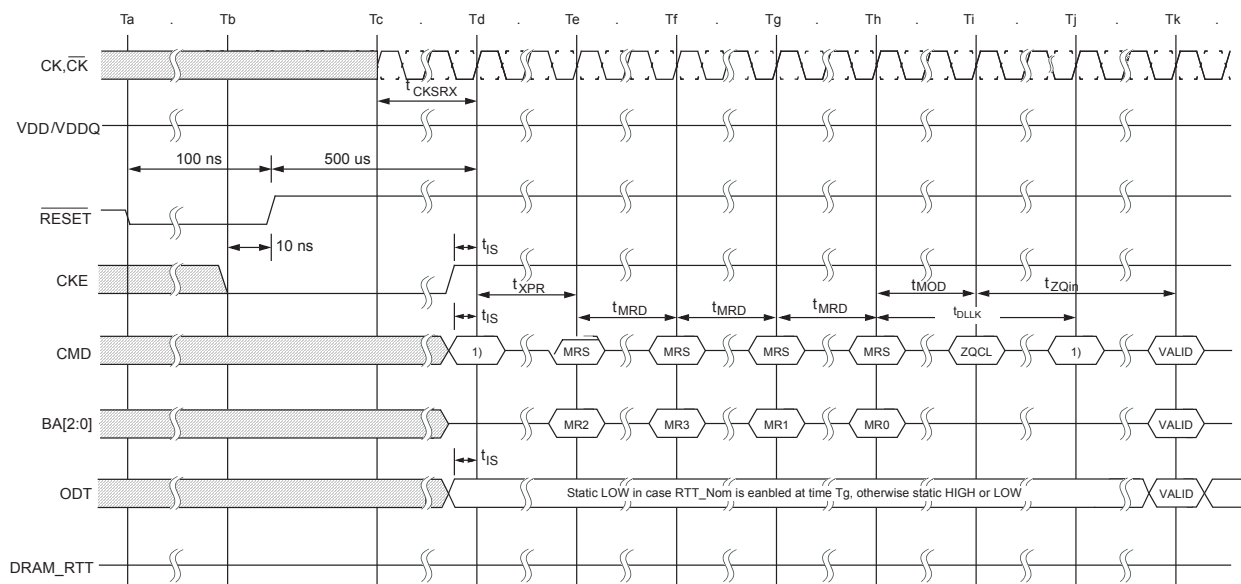 Ta . Tb . Tc . Td . Te . Tf . Tg . Th . Ti . Tj . Tk .
CK,CK
tCKSRX
VDD/VDDQ
100 ns 500 us
RESET
10 ns tIS
CKE
tXPR tMOD tZQin
tIS tMRD tMRD tMRD tDLLK
CMD 1) MRS MRS MRS MRS ZQCL 1) VALID
BA[2:0] MR2 MR3 MR1 MR0 VALID
tIS
ODT Static LOW in case RTT_Nom is eanbled at time Tg, otherwise static HIGH or LOW VALID
DRAM_RTT